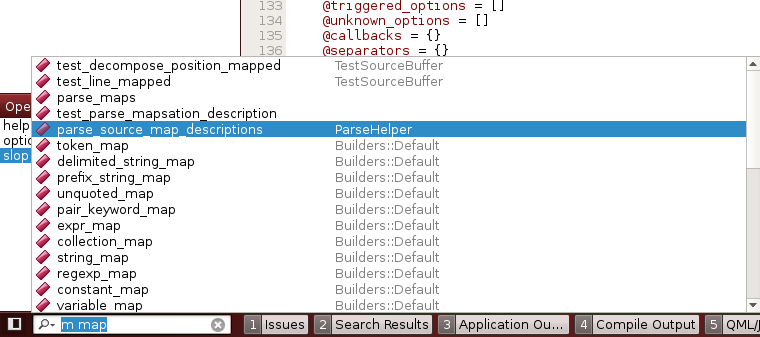 133 @triggered_options = []
134 @unknown_options = []
135 @callbacks = {}
136 @separators = {}
test_decompose_position_mapped TestSourceBuffer
test_line_mapped TestSourceBuffer
parse_maps
Ope
test_parse_mapsation_description
help
parse_source_map_descriptions ParseHelper
optic
token_map Builders::Default
slop
delimited_string_map Builders::Default
prefix_string_map Builders::Default
unquoted_map Builders::Default
pair_keyword_map Builders::Default
expr_map Builders::Default
collection_map Builders::Default
string_map Builders::Default
regexp_map Builders::Default
constant_map Builders::Default
variable_map Builders::Default
m map 1 Issues 2 Search Results 3 Application Ou... 4 Compile Output 5 QML/J